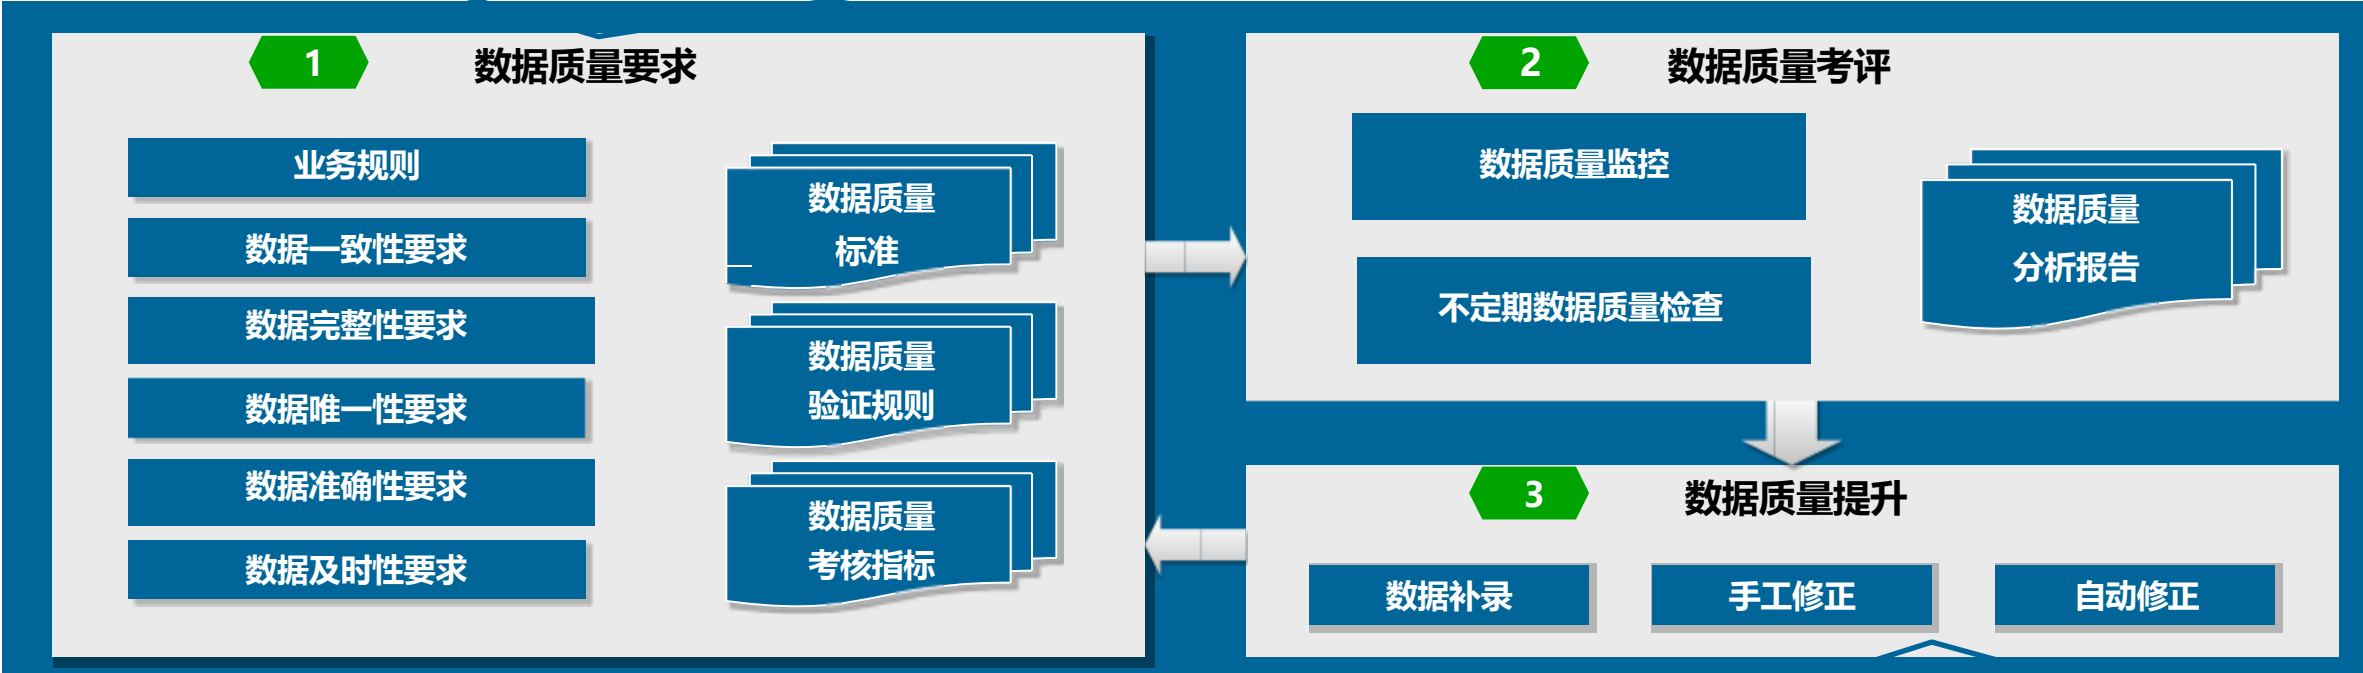 1
数据质量要求
业务规则
数据一致性要求
数据完整性要求
数据唯一性要求
数据准确性要求
数据及时性要求
数据质量
标准
数据质量
验证规则
数据质量
考核指标
2
数据质量考评
数据质量监控
不定期数据质量检查
数据质量
分析报告
3
数据质量提升
数据补录
手工修正
自动修正